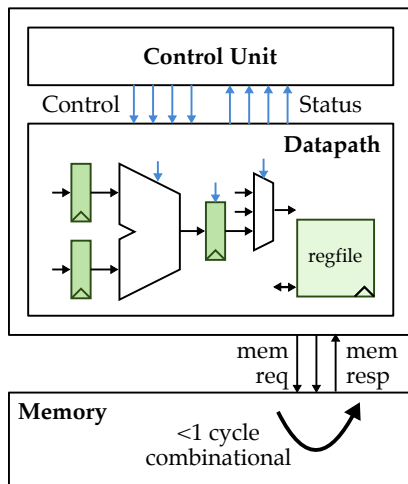 Control Unit
Control
Status
Datapath
regfile
mem
req
mem
resp
Memory
<1 cycle
combinational